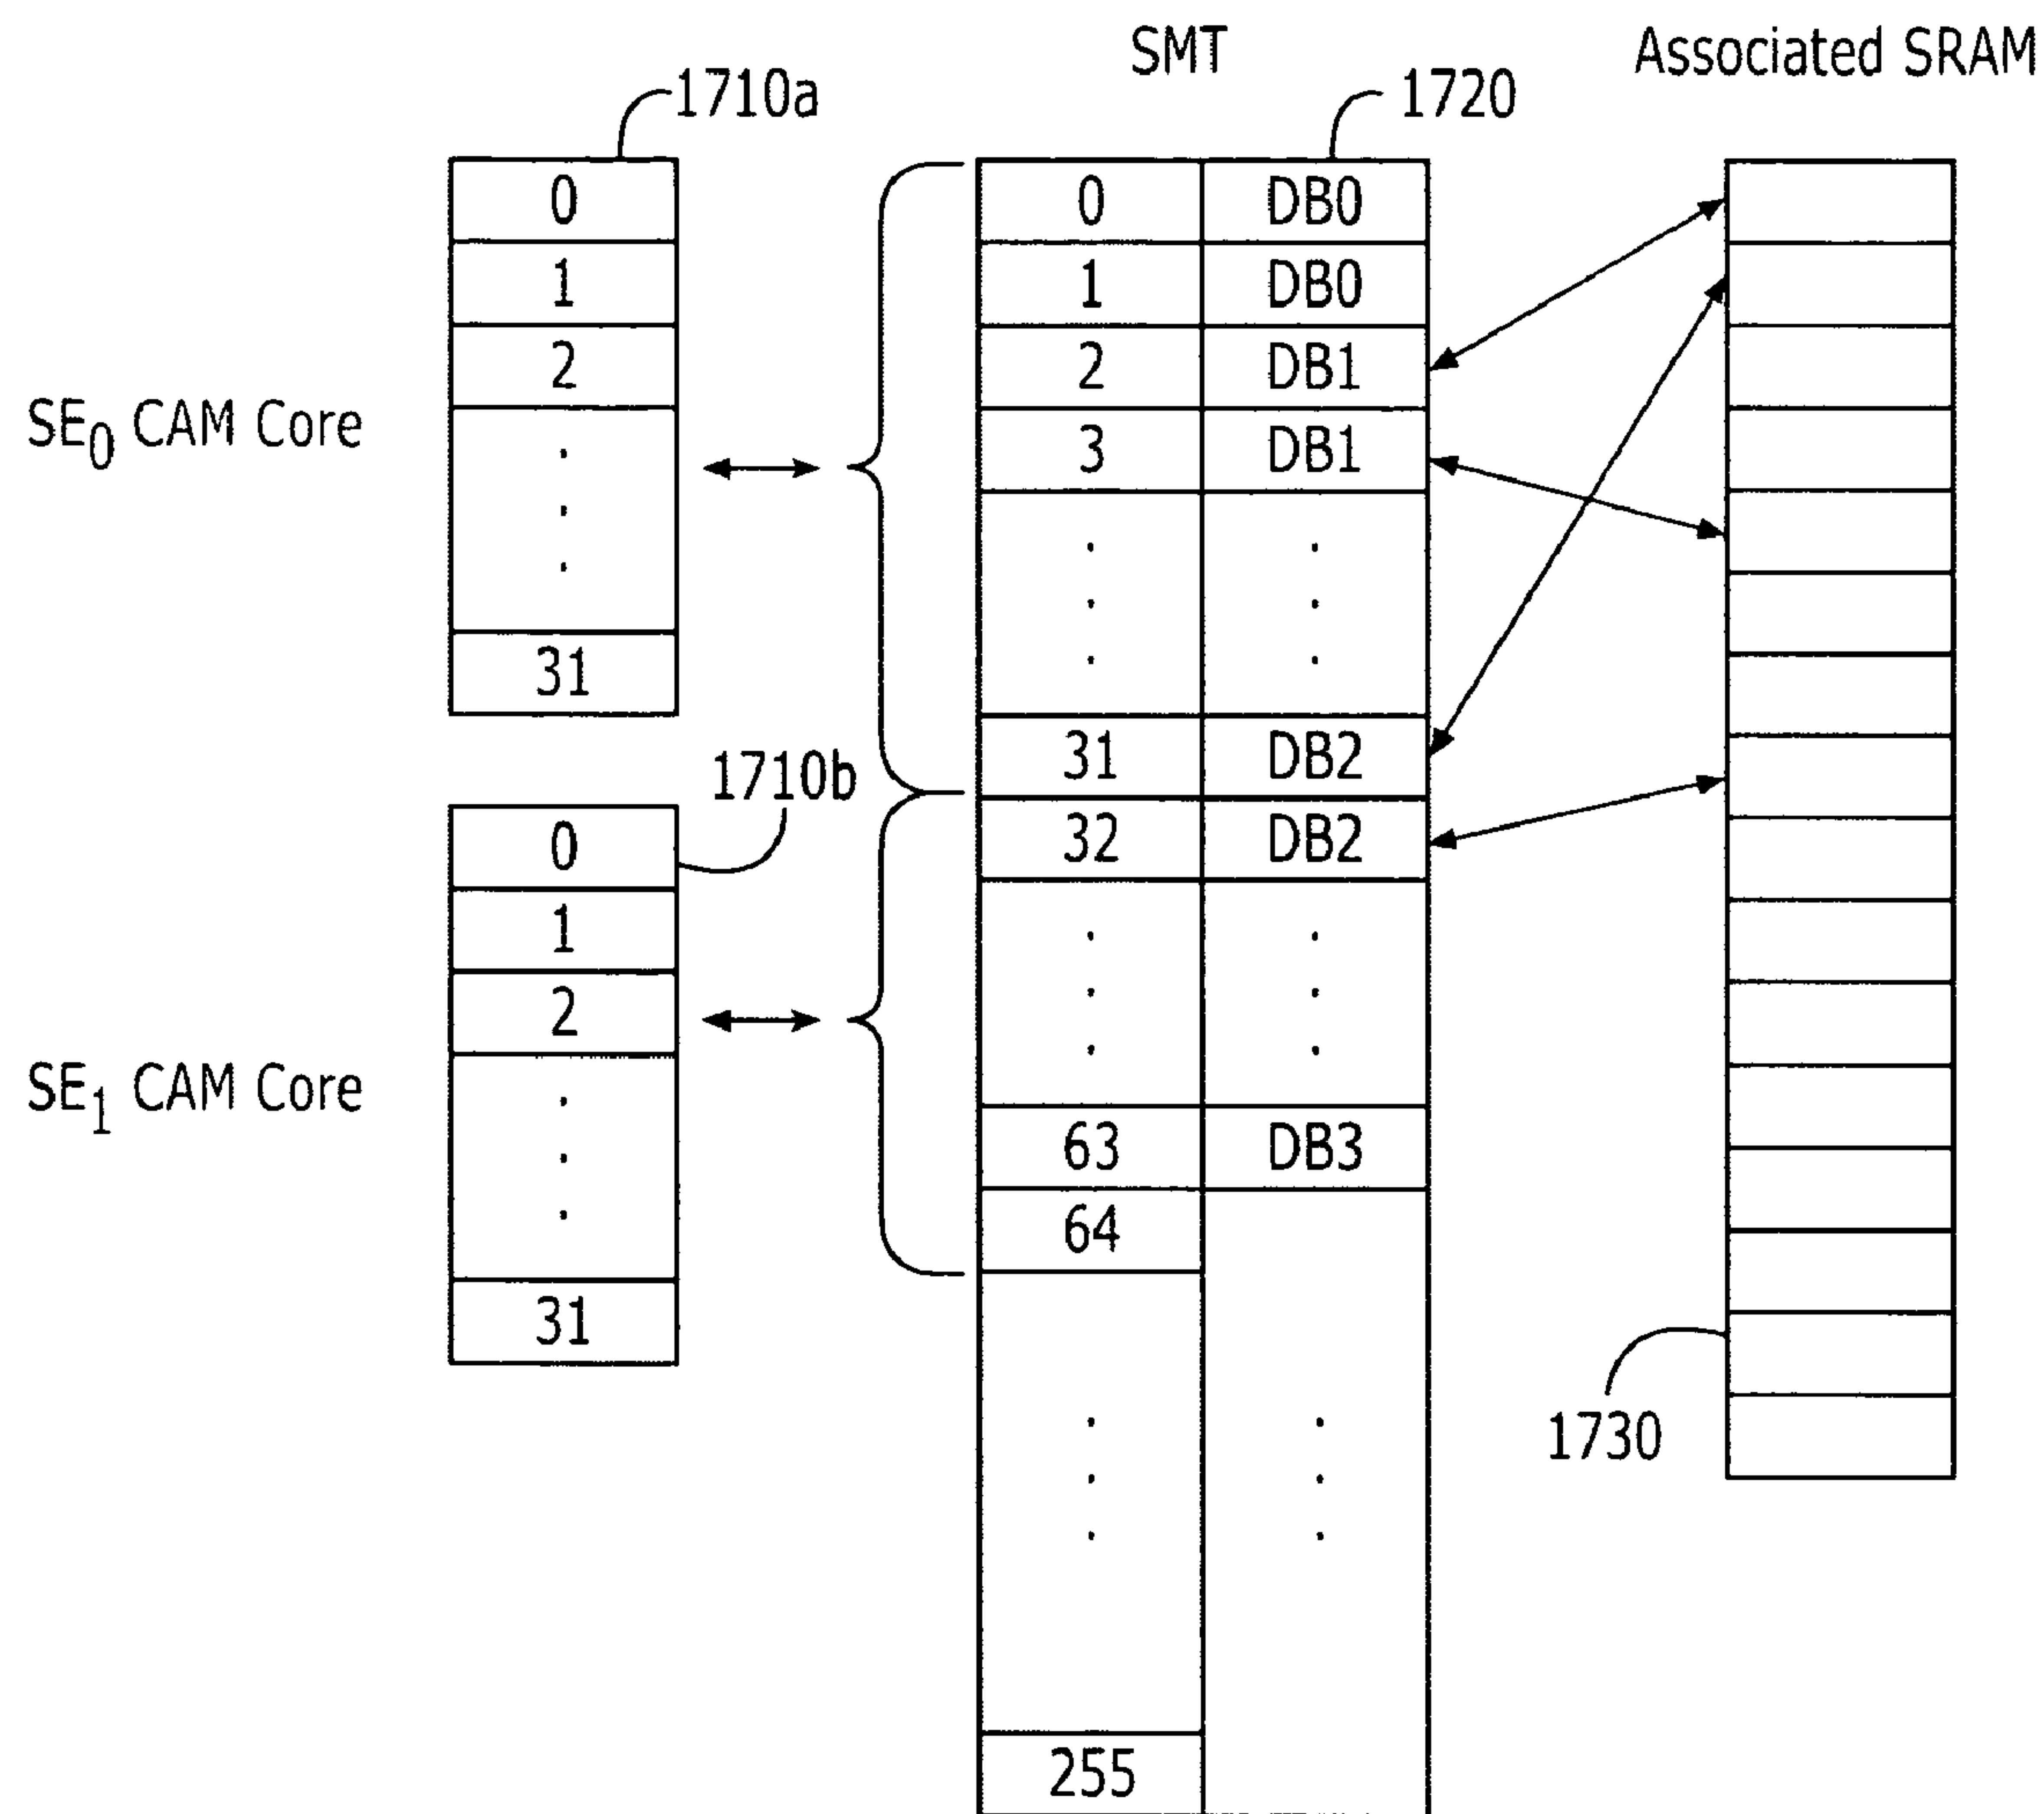 SMT
Associated SRAM
1710a
1720
SE0 CAM Core
0
1
2
31
1710b
SE1 CAM Core
0
1
2
31
0 DB0
1 DB0
2 DB1
3 DB1
31 DB2
32 DB2
63 DB3
64
255
1730